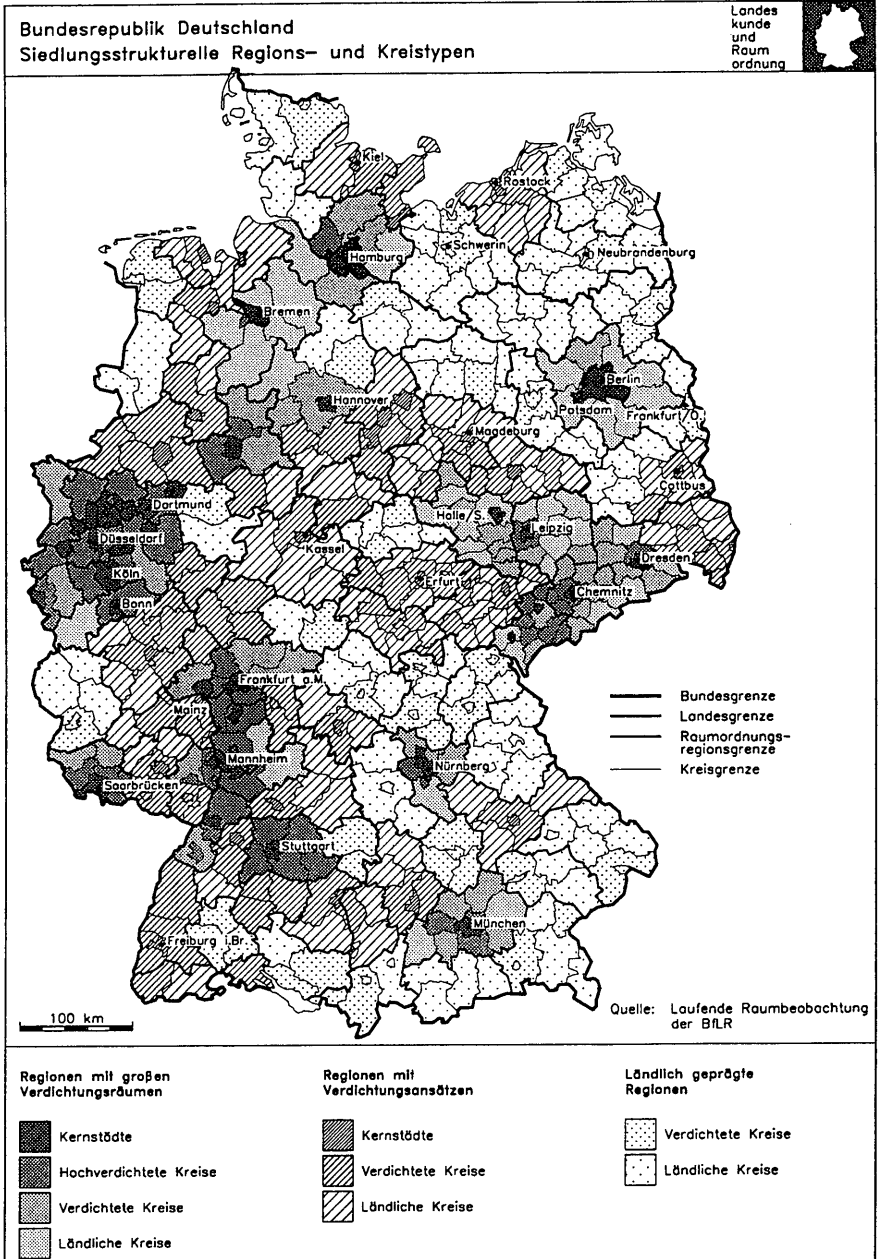 Bundesrepublik Deutschland
Siedlungsstrukturelle Regions- und Kreistypen
Landes
kunde
und
Raum
ordnung
Kiel
Rostock
Schwerin
Neubrandenburg
Hamburg
Bremen
Berlin
Hannover
Potsdam
Frankfurt/O.
Magdeburg
Cottbus
Dortmund
Halle/S.
Leipzig
Düsseldorf
Kassel
Dresden
Köln
Erfurt
Chemnitz
Bonn
Frankfurt a.M.
Mainz
Mannheim
Nürnberg
Saarbrücken
Stuttgart
München
Freiburg i.Br.
Bundesgrenze
Landesgrenze
Raumordnungs-
regionsgrenze
Kreisgrenze
100 km
Quelle: Laufende Raumbeobachtung
der BfLR
Regionen mit großen
Verdichtungsräumen
Kernstädte
Hochverdichtete Kreise
Verdichtete Kreise
Ländliche Kreise
Regionen mit
Verdichtungsansätzen
Kernstädte
Verdichtete Kreise
Ländliche Kreise
Ländlich geprägte
Regionen
Verdichtete Kreise
Ländliche Kreise